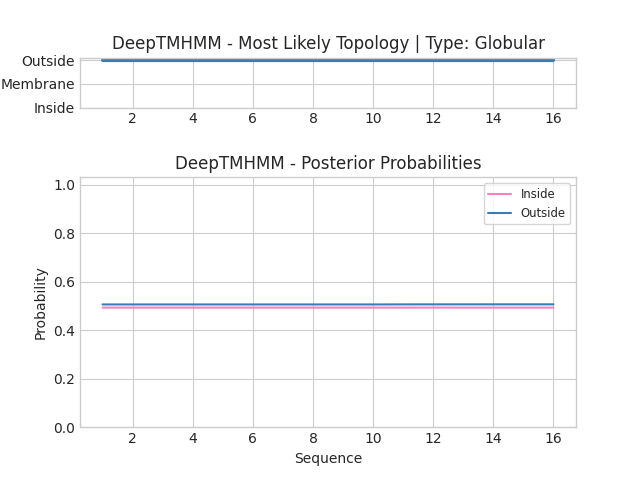 DeepTMHMM - Most Likely Topology | Type: Globular
Outside
Membrane
Inside
2 4 6 8 10 12 14 16
DeepTMHMM - Posterior Probabilities
1.0
0.8
0.6
0.4
0.2
0.0
Probability
Inside
Outside
2 4 6 8 10 12 14 16
Sequence